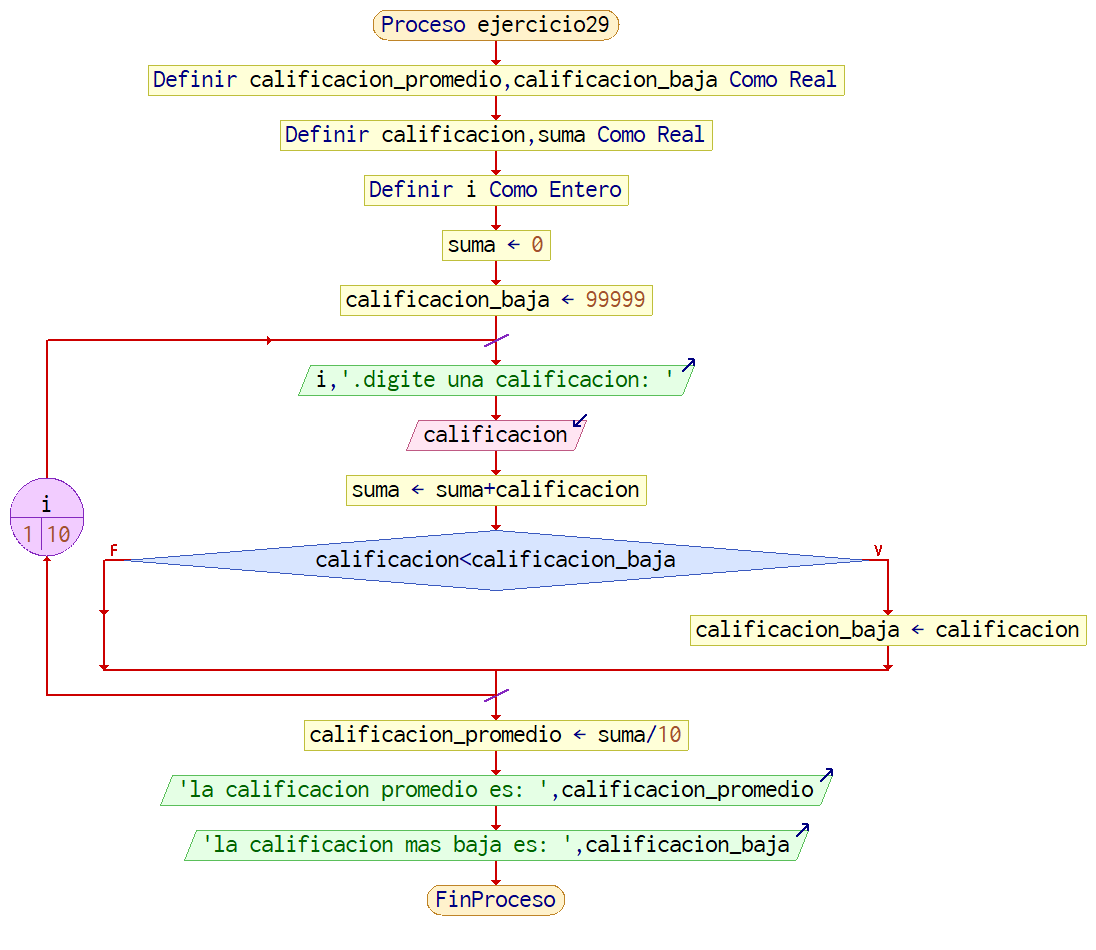 Proceso ejercicio29
Definir calificacion_promedio,calificacion_baja Como Real
Definir calificacion,suma Como Real
Definir i Como Entero
suma ← 0
calificacion_baja ← 99999
i,'.digite una calificacion: '
calificacion
suma ← suma+calificacion
i
1 10
F
V
calificacion<calificacion_baja
calificacion_baja ← calificacion
calificacion_promedio ← suma/10
'la calificacion promedio es: ',calificacion_promedio
'la calificacion mas baja es: ',calificacion_baja
FinProceso